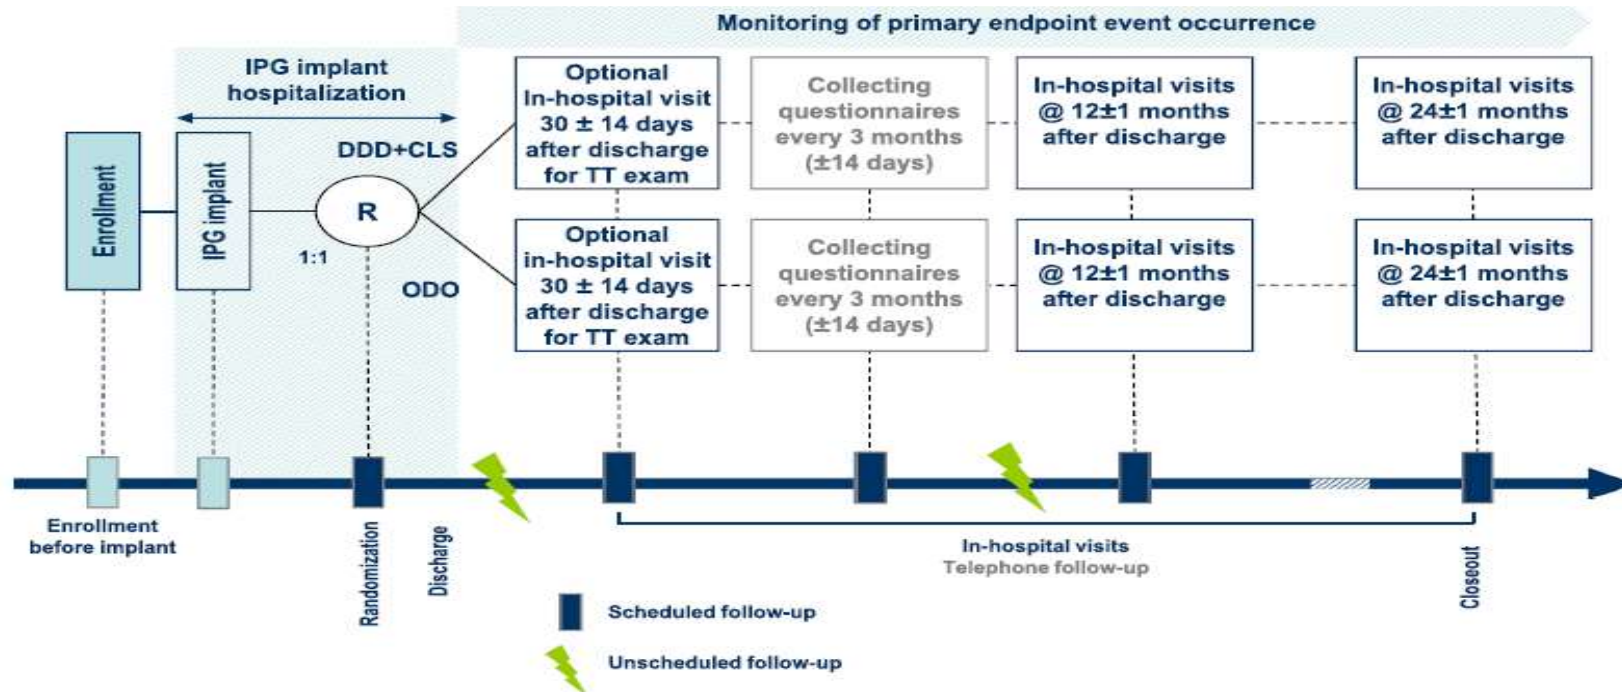 Monitoring of primary endpoint event occurrence
IPG implant
hospitalization
Enrollment
IPG implant
R
1:1
DDD+CLS
ODO
Optional
In-hospital visit
30 ± 14 days
after discharge
for TT exam
Collecting
questionnaires
every 3 months
(±14 days)
In-hospital visits
@ 12±1 months
after discharge
In-hospital visits
@ 24±1 months
after discharge
Optional
in-hospital visit
30 ± 14 days
after discharge
for TT exam
Collecting
questionnaires
every 3 months
(±14 days)
In-hospital visits
@ 12±1 months
after discharge
In-hospital visits
@ 24±1 months
after discharge
Enrollment
before implant
Randomization
Discharge
In-hospital visits
Telephone follow-up
Closeout
Scheduled follow-up
Unscheduled follow-up